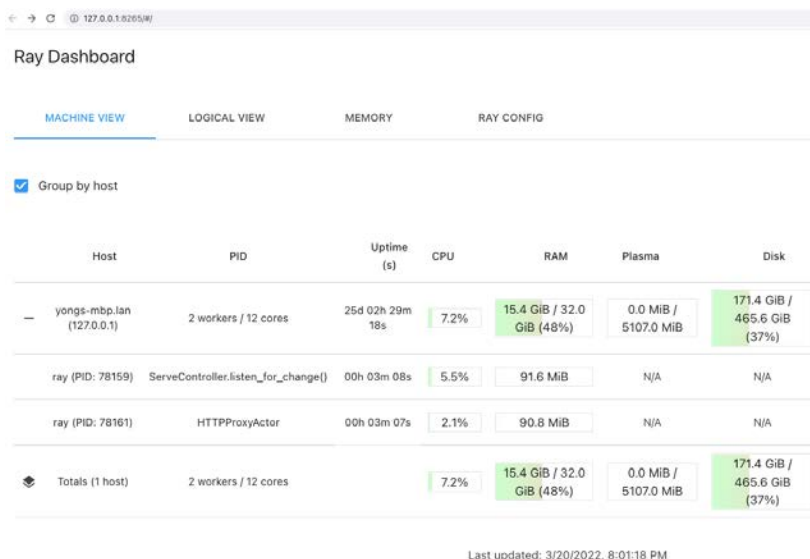 127.0.0.1:8265/#/
Ray Dashboard
MACHINE VIEW LOGICAL VIEW MEMORY RAY CONFIG
Group by host
Host PID Uptime (s) CPU RAM Plasma Disk
yongs-mbp.lan (127.0.0.1) 2 workers / 12 cores 25d 02h 29m 18s 7.2% 15.4 GiB / 32.0 GiB (48%) 0.0 MiB / 5107.0 MiB 171.4 GiB / 465.6 GiB (37%)
ray (PID: 78159) ServeController.listen_for_change() 00h 03m 08s 5.5% 91.6 MiB N/A N/A
ray (PID: 78161) HTTPProxyActor 00h 03m 07s 2.1% 90.8 MiB N/A N/A
Totals (1 host) 2 workers / 12 cores 7.2% 15.4 GiB / 32.0 GiB (48%) 0.0 MiB / 5107.0 MiB 171.4 GiB / 465.6 GiB (37%)
Last updated: 3/20/2022, 8:01:18 PM